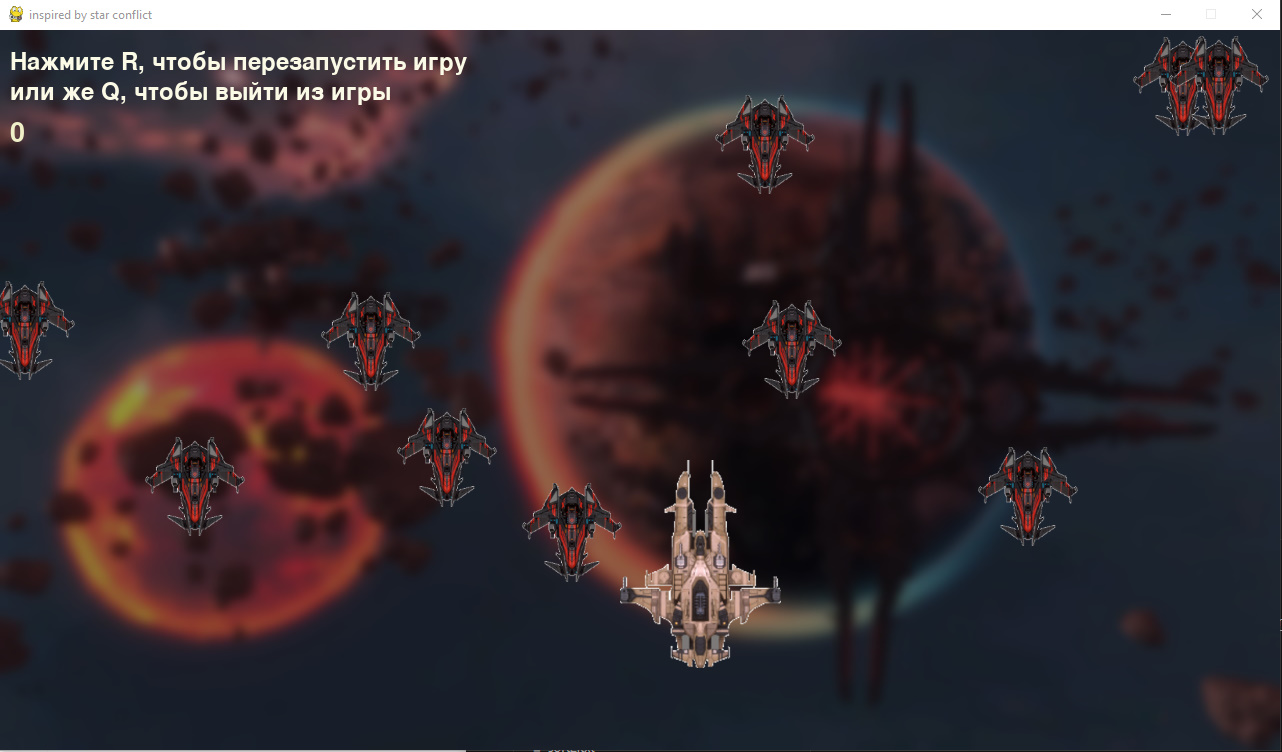 inspired by star conflict
Нажмите R, чтобы перезапустить игру
или же Q, чтобы выйти из игры
0